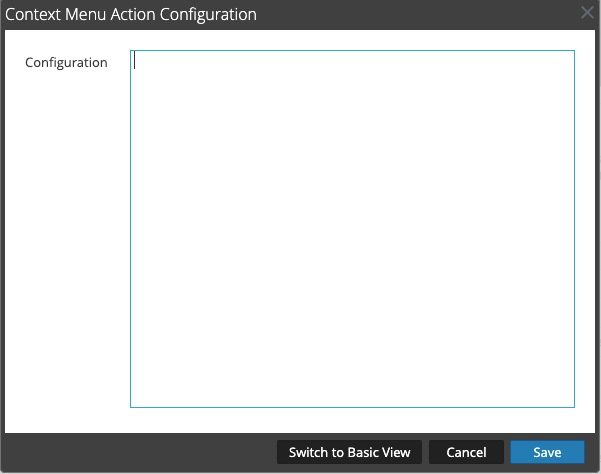 Context Menu Action Configuration
Configuration
Switch to Basic View Cancel Save